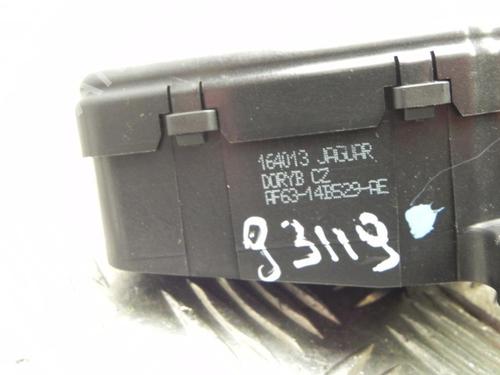 164013 JAGUAR
DORYB CZ
AF63-14B529-AE
93119